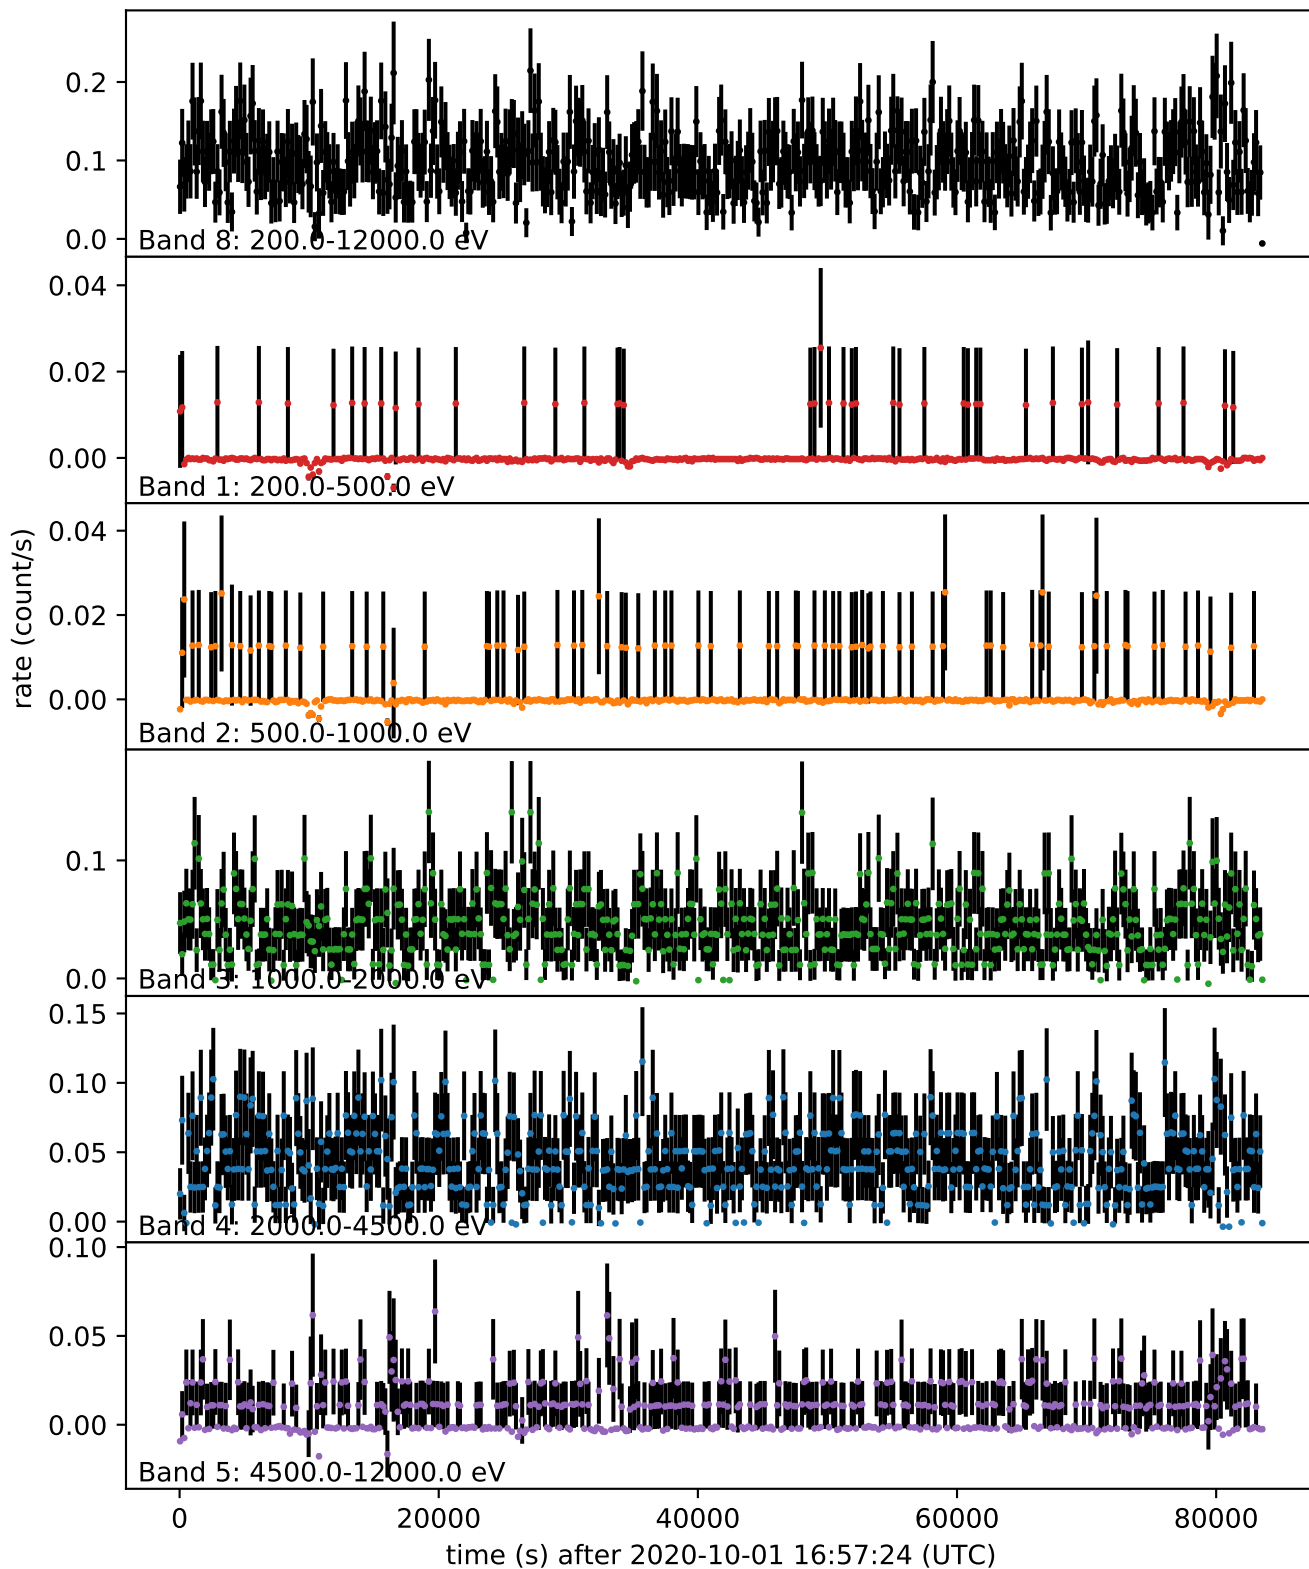 0.2
0.1
0.0
Band 8: 200.0-12000.0 eV
0.04
0.02
0.00
Band 1: 200.0-500.0 eV
rate (count/s)
0.04
0.02
0.00
Band 2: 500.0-1000.0 eV
0.1
0.0
Band 3: 1000.0-2000.0 eV
0.15
0.10
0.05
0.00
Band 4: 2000.0-4500.0 eV
0.10
0.05
0.00
Band 5: 4500.0-12000.0 eV
0 20000 40000 60000 80000
time (s) after 2020-10-01 16:57:24 (UTC)